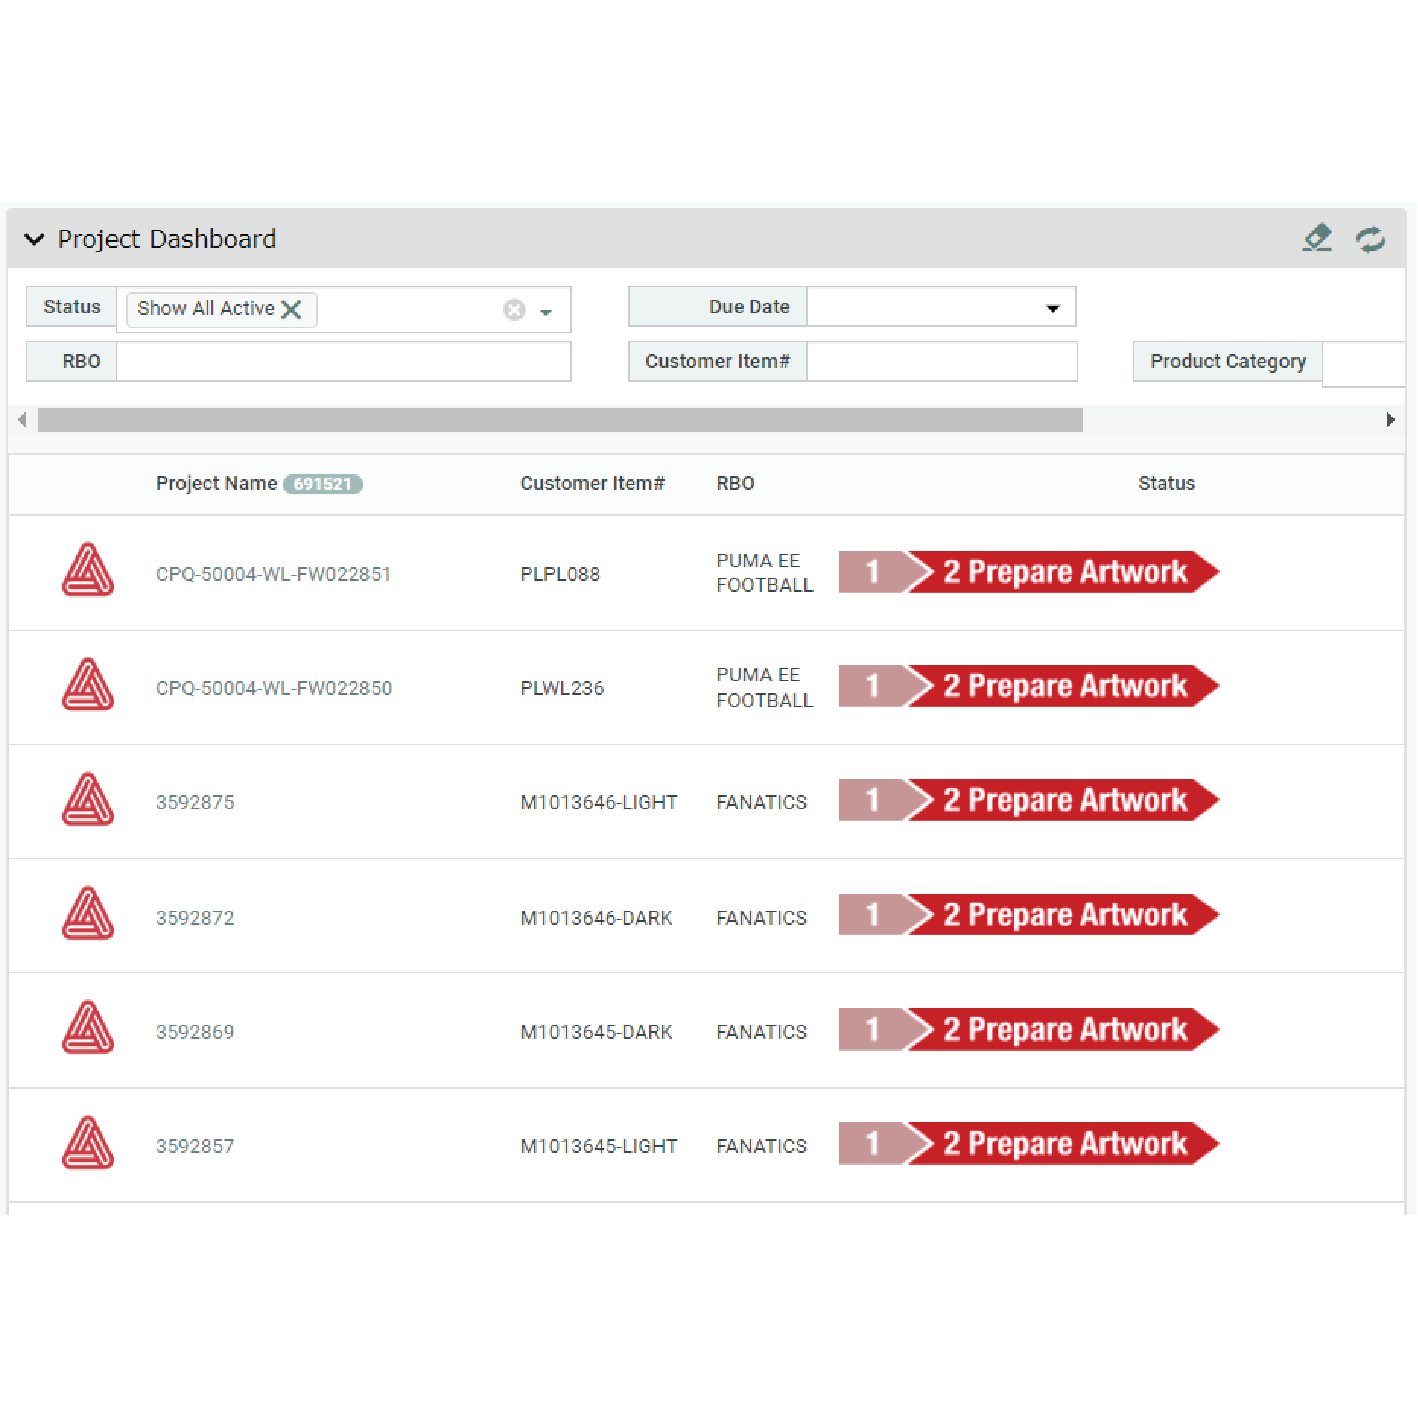 Project Dashboard
Status Show All Active Due Date
RBO Customer Item# Product Category
Project Name 691521 Customer Item# RBO Status
CPQ-50004-WL-FW022851 PLPL088 PUMA EE FOOTBALL 1 2 Prepare Artwork
CPQ-50004-WL-FW022850 PLWL236 PUMA EE FOOTBALL 1 2 Prepare Artwork
3592875 M1013646-LIGHT FANATICS 1 2 Prepare Artwork
3592872 M1013646-DARK FANATICS 1 2 Prepare Artwork
3592869 M1013645-DARK FANATICS 1 2 Prepare Artwork
3592857 M1013645-LIGHT FANATICS 1 2 Prepare Artwork